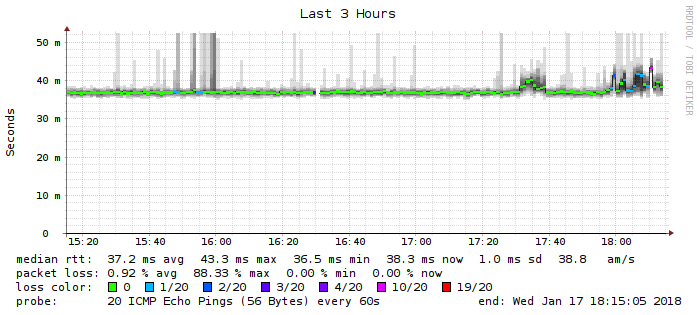 Last 3 Hours
RRDTOOL / TOBI OETIKER
Seconds
50 m
40 m
30 m
20 m
10 m
0
15:20 15:40 16:00 16:20 16:40 17:00 17:20 17:40 18:00
median rtt: 37.2 ms avg 43.3 ms max 36.5 ms min 38.3 ms now 1.0 ms sd 38.8 am/s
packet loss: 0.92 % avg 88.33 % max 0.00 % min 0.00 % now
loss color: 0 1/20 2/20 3/20 4/20 10/20 19/20
probe: 20 ICMP Echo Pings (56 Bytes) every 60s end: Wed Jan 17 18:15:05 2018